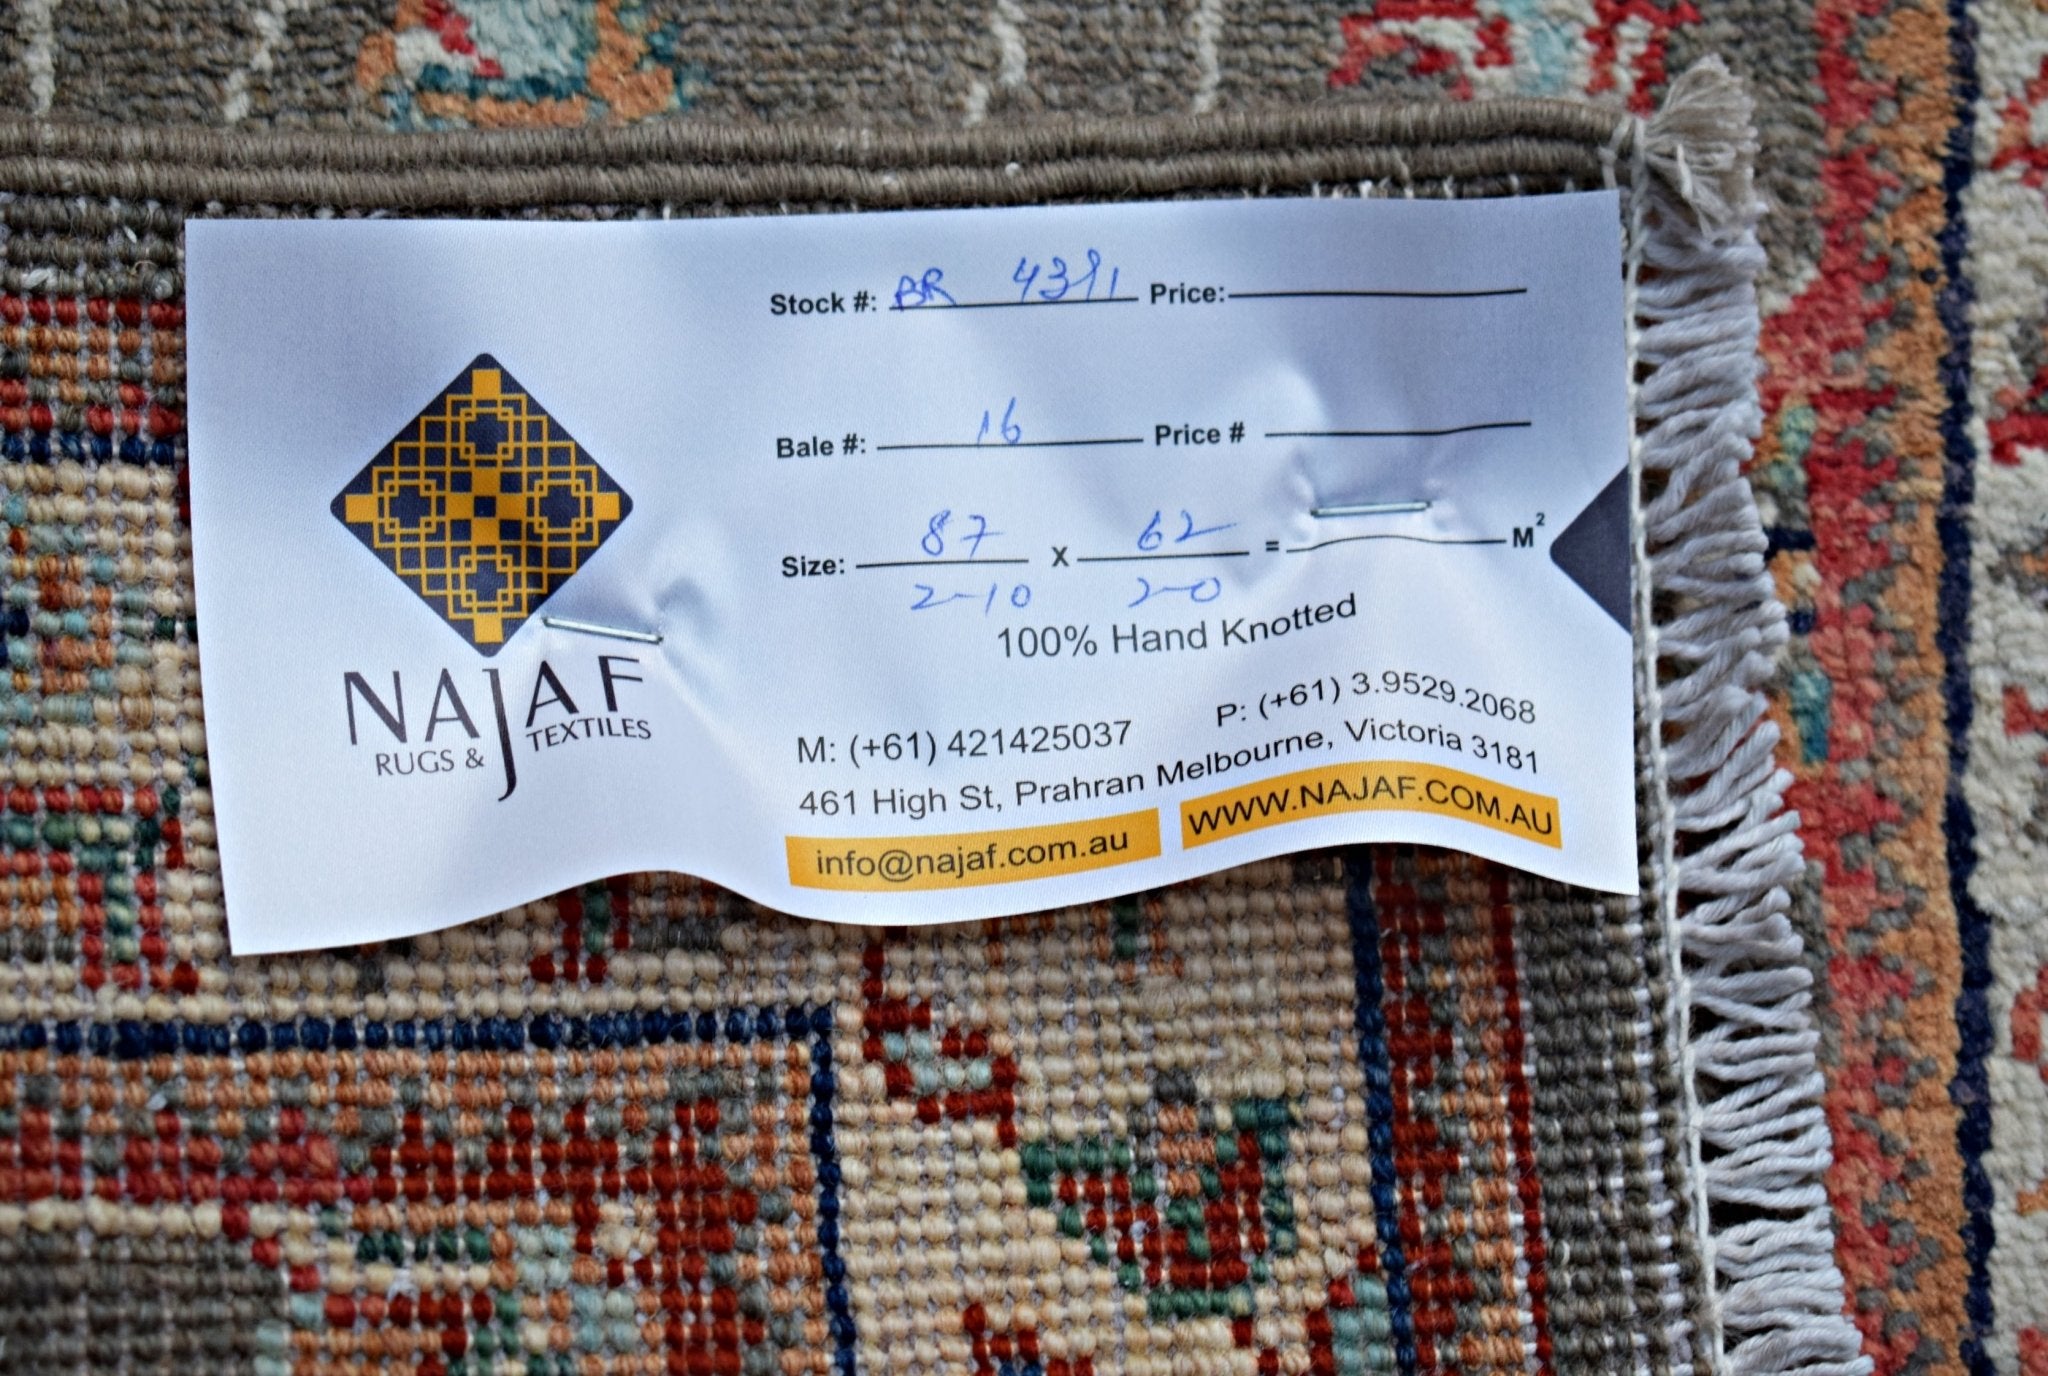 Stock #: BR 4391 Price:
Bale #: 16 Price #
Size: 87 X 62 = M²
2-10 2-0
100% Hand Knotted
NAJAF
RUGS & TEXTILES
M: (+61) 421425037 P: (+61) 3.9529.2068
461 High St, Prahran Melbourne, Victoria 3181
info@najaf.com.au WWW.NAJAF.COM.AU